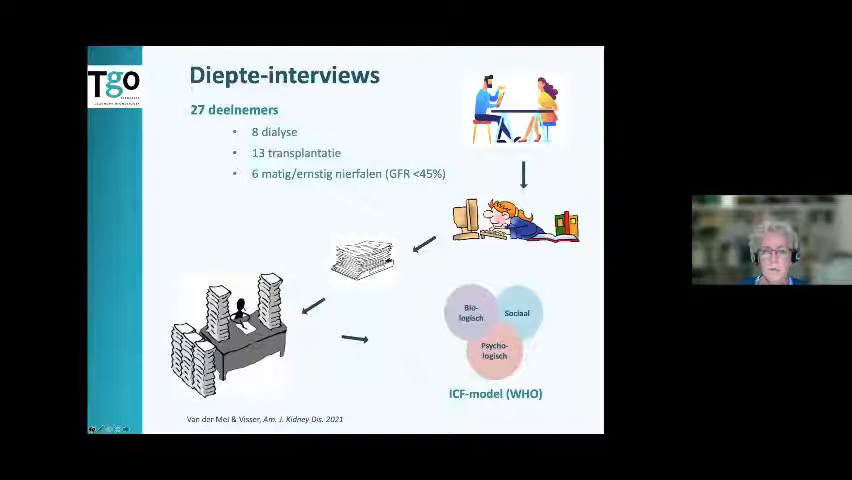 Tgo
Diepte-interviews
27 deelnemers
• 8 dialyse
• 13 transplantatie
• 6 matig/ernstig nierfalen (GFR <45%)
Bio-
logisch
Sociaal
Psycho-
logisch
ICF-model (WHO)
Van der Mei & Visser, Am. J. Kidney Dis. 2021